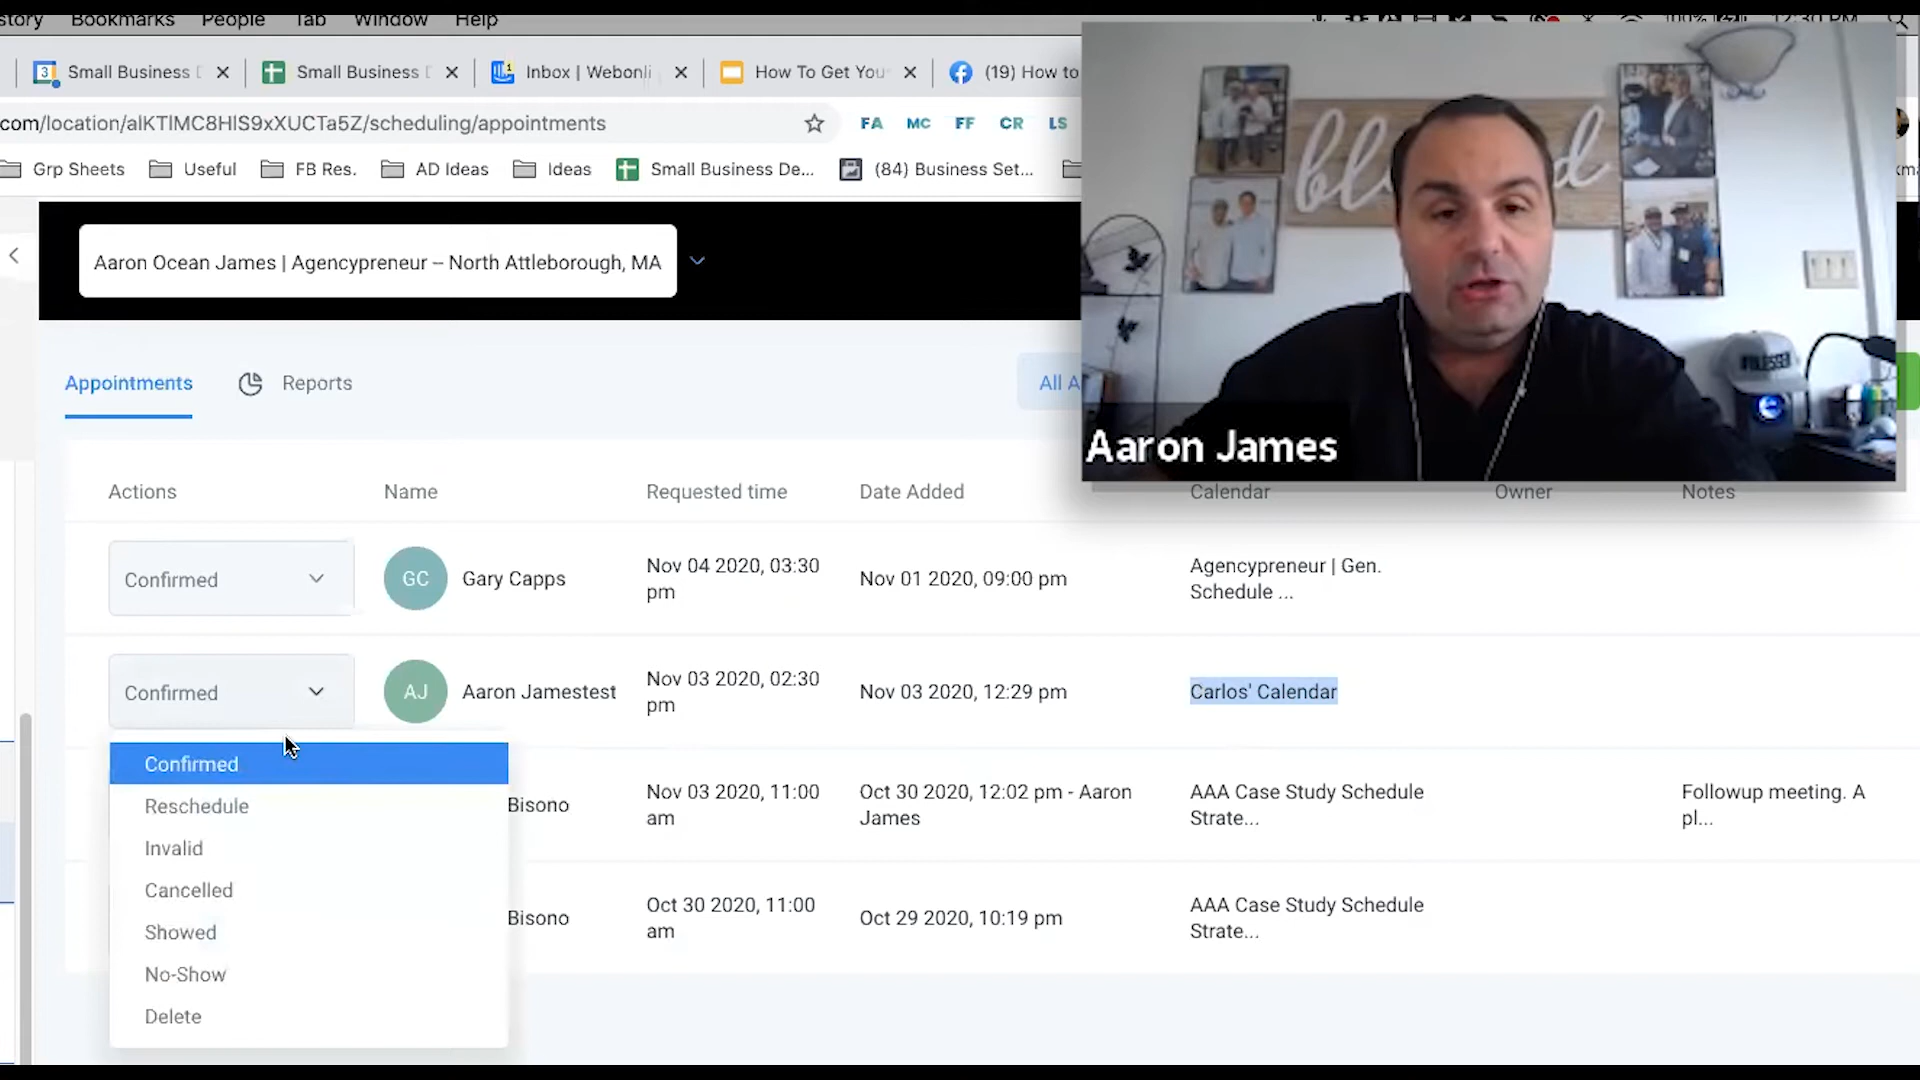 story Bookmarks People Tab Window Help 100% 12:30 PM
3 Small Business D Small Business D Inbox | Webonli How To Get You (19) How to
com/location/alKTlMC8HlS9xXUCTa5Z/scheduling/appointments FA MC FF CR LS
Grp Sheets Useful FB Res. AD Ideas Ideas Small Business De... (84) Business Set...
Aaron Ocean James | Agencypreneur – North Attleborough, MA
Appointments Reports All A
Aaron James
Actions Name Requested time Date Added Calendar Owner Notes
Confirmed GC Gary Capps Nov 04 2020, 03:30 pm Nov 01 2020, 09:00 pm Agencypreneur | Gen. Schedule ...
Confirmed AJ Aaron Jamestest Nov 03 2020, 02:30 pm Nov 03 2020, 12:29 pm Carlos' Calendar
Bisono Nov 03 2020, 11:00 am Oct 30 2020, 12:02 pm - Aaron James AAA Case Study Schedule Strate... Followup meeting. A pl...
Bisono Oct 30 2020, 11:00 am Oct 29 2020, 10:19 pm AAA Case Study Schedule Strate...
Confirmed
Reschedule
Invalid
Cancelled
Showed
No-Show
Delete